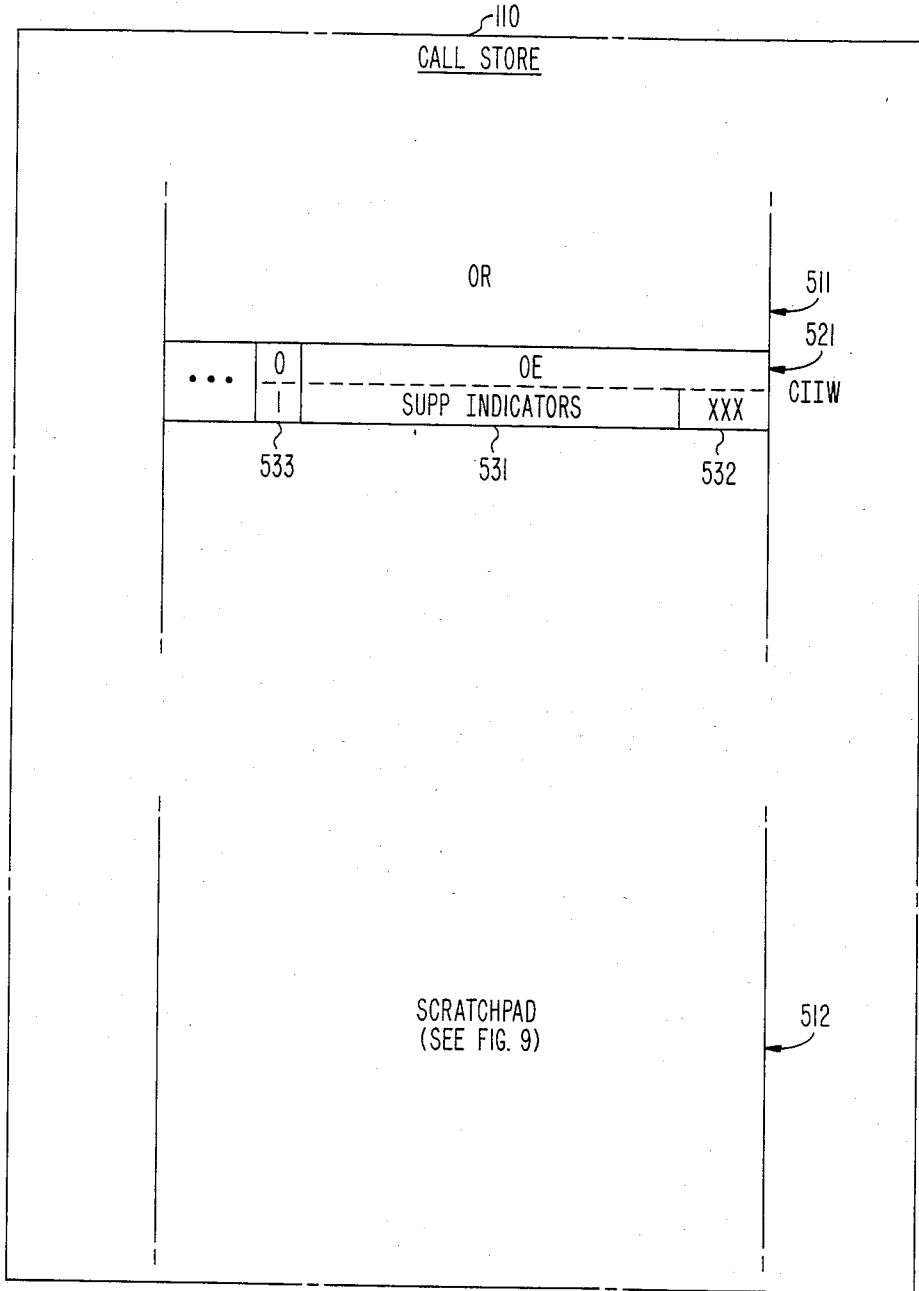 110
CALL STORE
OR
511
521
... 0 OE
CIIW
1 SUPP INDICATORS XXX
533 531 532
SCRATCHPAD
(SEE FIG. 9)
512